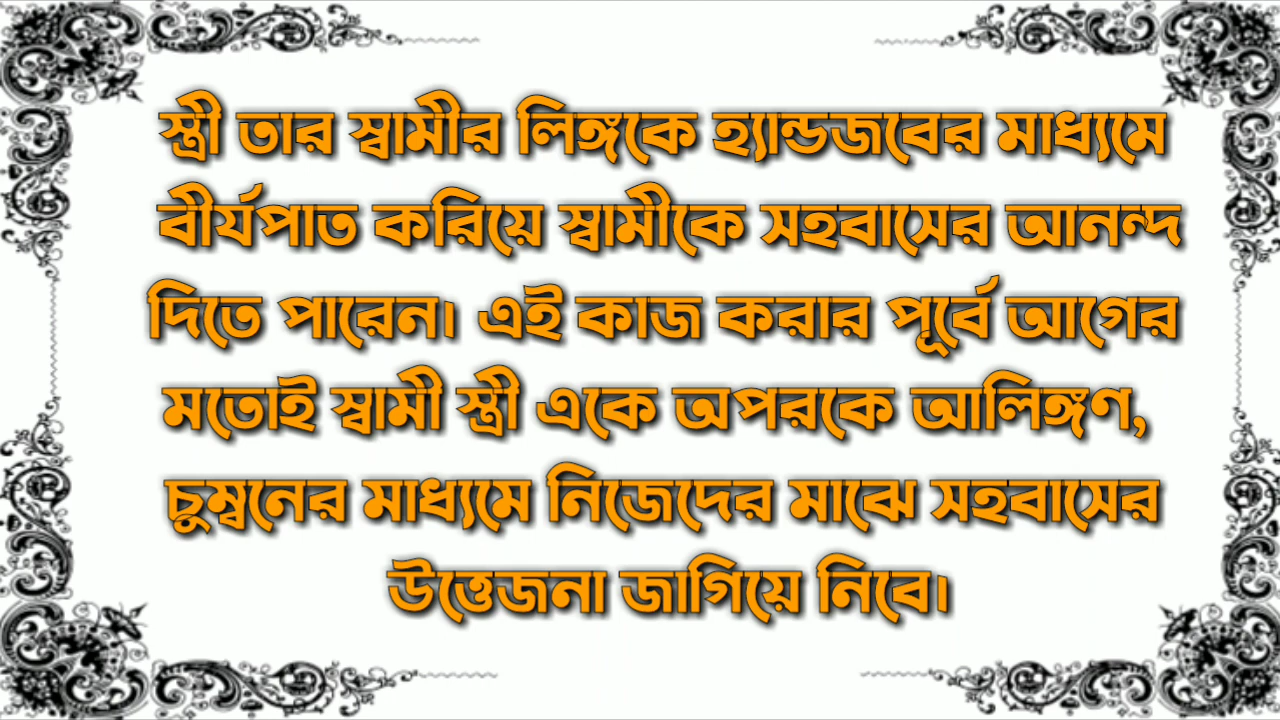 স্ত্রী তার স্বামীর লিঙ্গকে হ্যান্ডজবের মাধ্যমে
বীর্যপাত করিয়ে স্বামীকে সহবাসের আনন্দ
দিতে পারেন। এই কাজ করার পূর্বে আগের
মতোই স্বামী স্ত্রী একে অপরকে আলিঙ্গণ,
চুম্বনের মাধ্যমে নিজেদের মাঝে সহবাসের
উত্তেজনা জাগিয়ে নিবে।